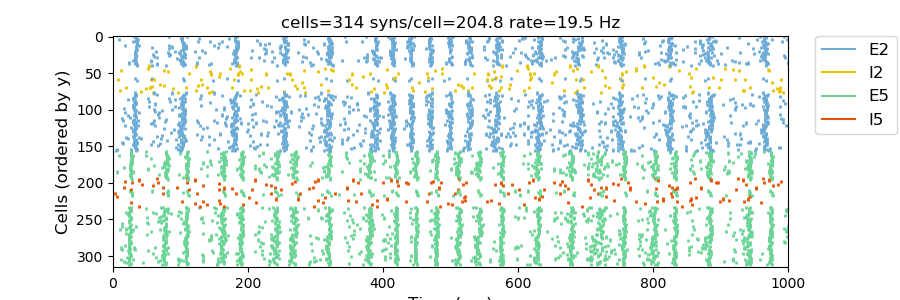 cells=314 syns/cell=204.8 rate=19.5 Hz
Cells (ordered by y)
0
50
100
150
200
250
300
0 200 400 600 800 1000
E2
I2
E5
I5